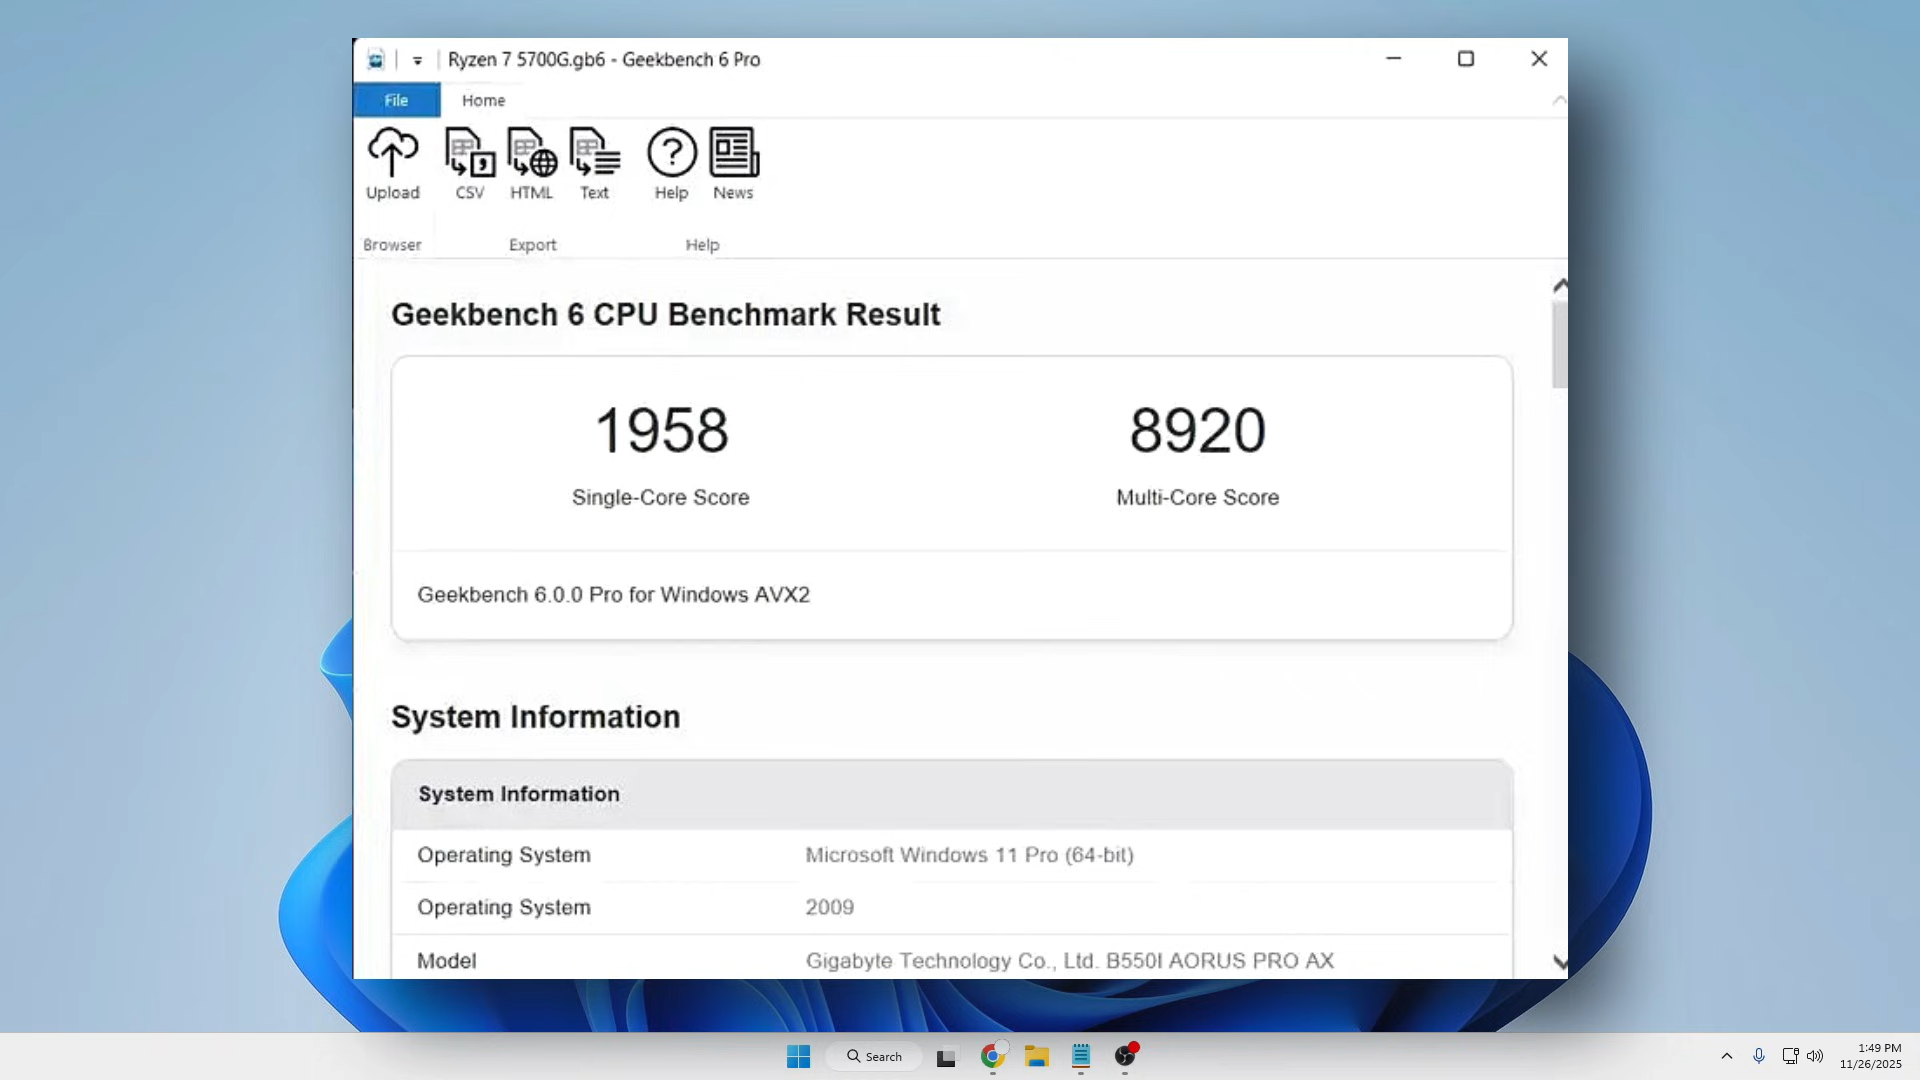 Ryzen 7 5700G.gb6 - Geekbench 6 Pro
File Home
Upload CSV HTML Text Help News
Browser Export Help
Geekbench 6 CPU Benchmark Result
1958 8920
Single-Core Score Multi-Core Score
Geekbench 6.0.0 Pro for Windows AVX2
System Information
System Information
Operating System Microsoft Windows 11 Pro (64-bit)
Operating System 2009
Model Gigabyte Technology Co., Ltd. B550I AORUS PRO AX
Search
1:49 PM
11/26/2025